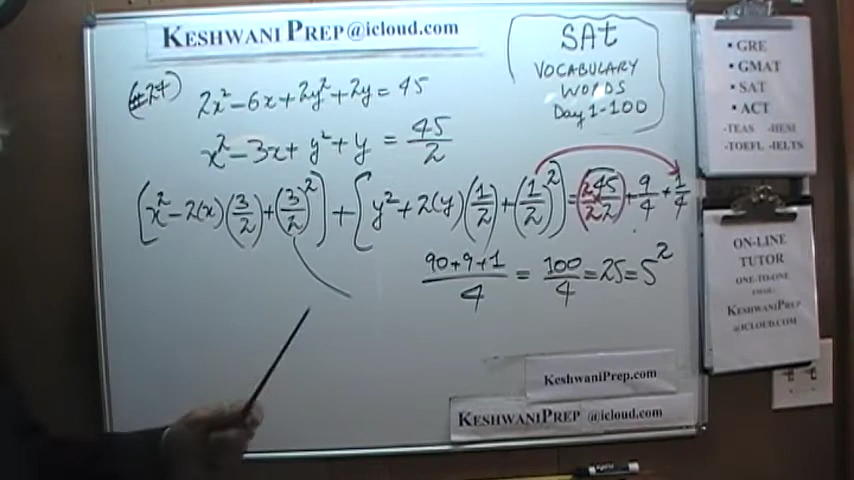 KESHWANI PREP@icloud.com
SAt
VOCABULARY
WORDS
Day 1-100
2x²-6x+2y²+2y=45
x²-3x+y²+y=45/2
[x²-2(x)(3/2)+(3/2)²]+[y²+2(y)(1/2)+(1/2)²]=2×45/2×2+9/4+1/4
90+9+1/4=100/4=25=5²
• GRE
• GMAT
• SAT
• ACT
-TEAS -HESI
-TOEFL -IELTS
ON-LINE
TUTOR
ONE-TO-ONE
KESHWANIPREP
@ICLOUD.COM
KeshwaniPrep.com
KESHWANIPREP @icloud.com